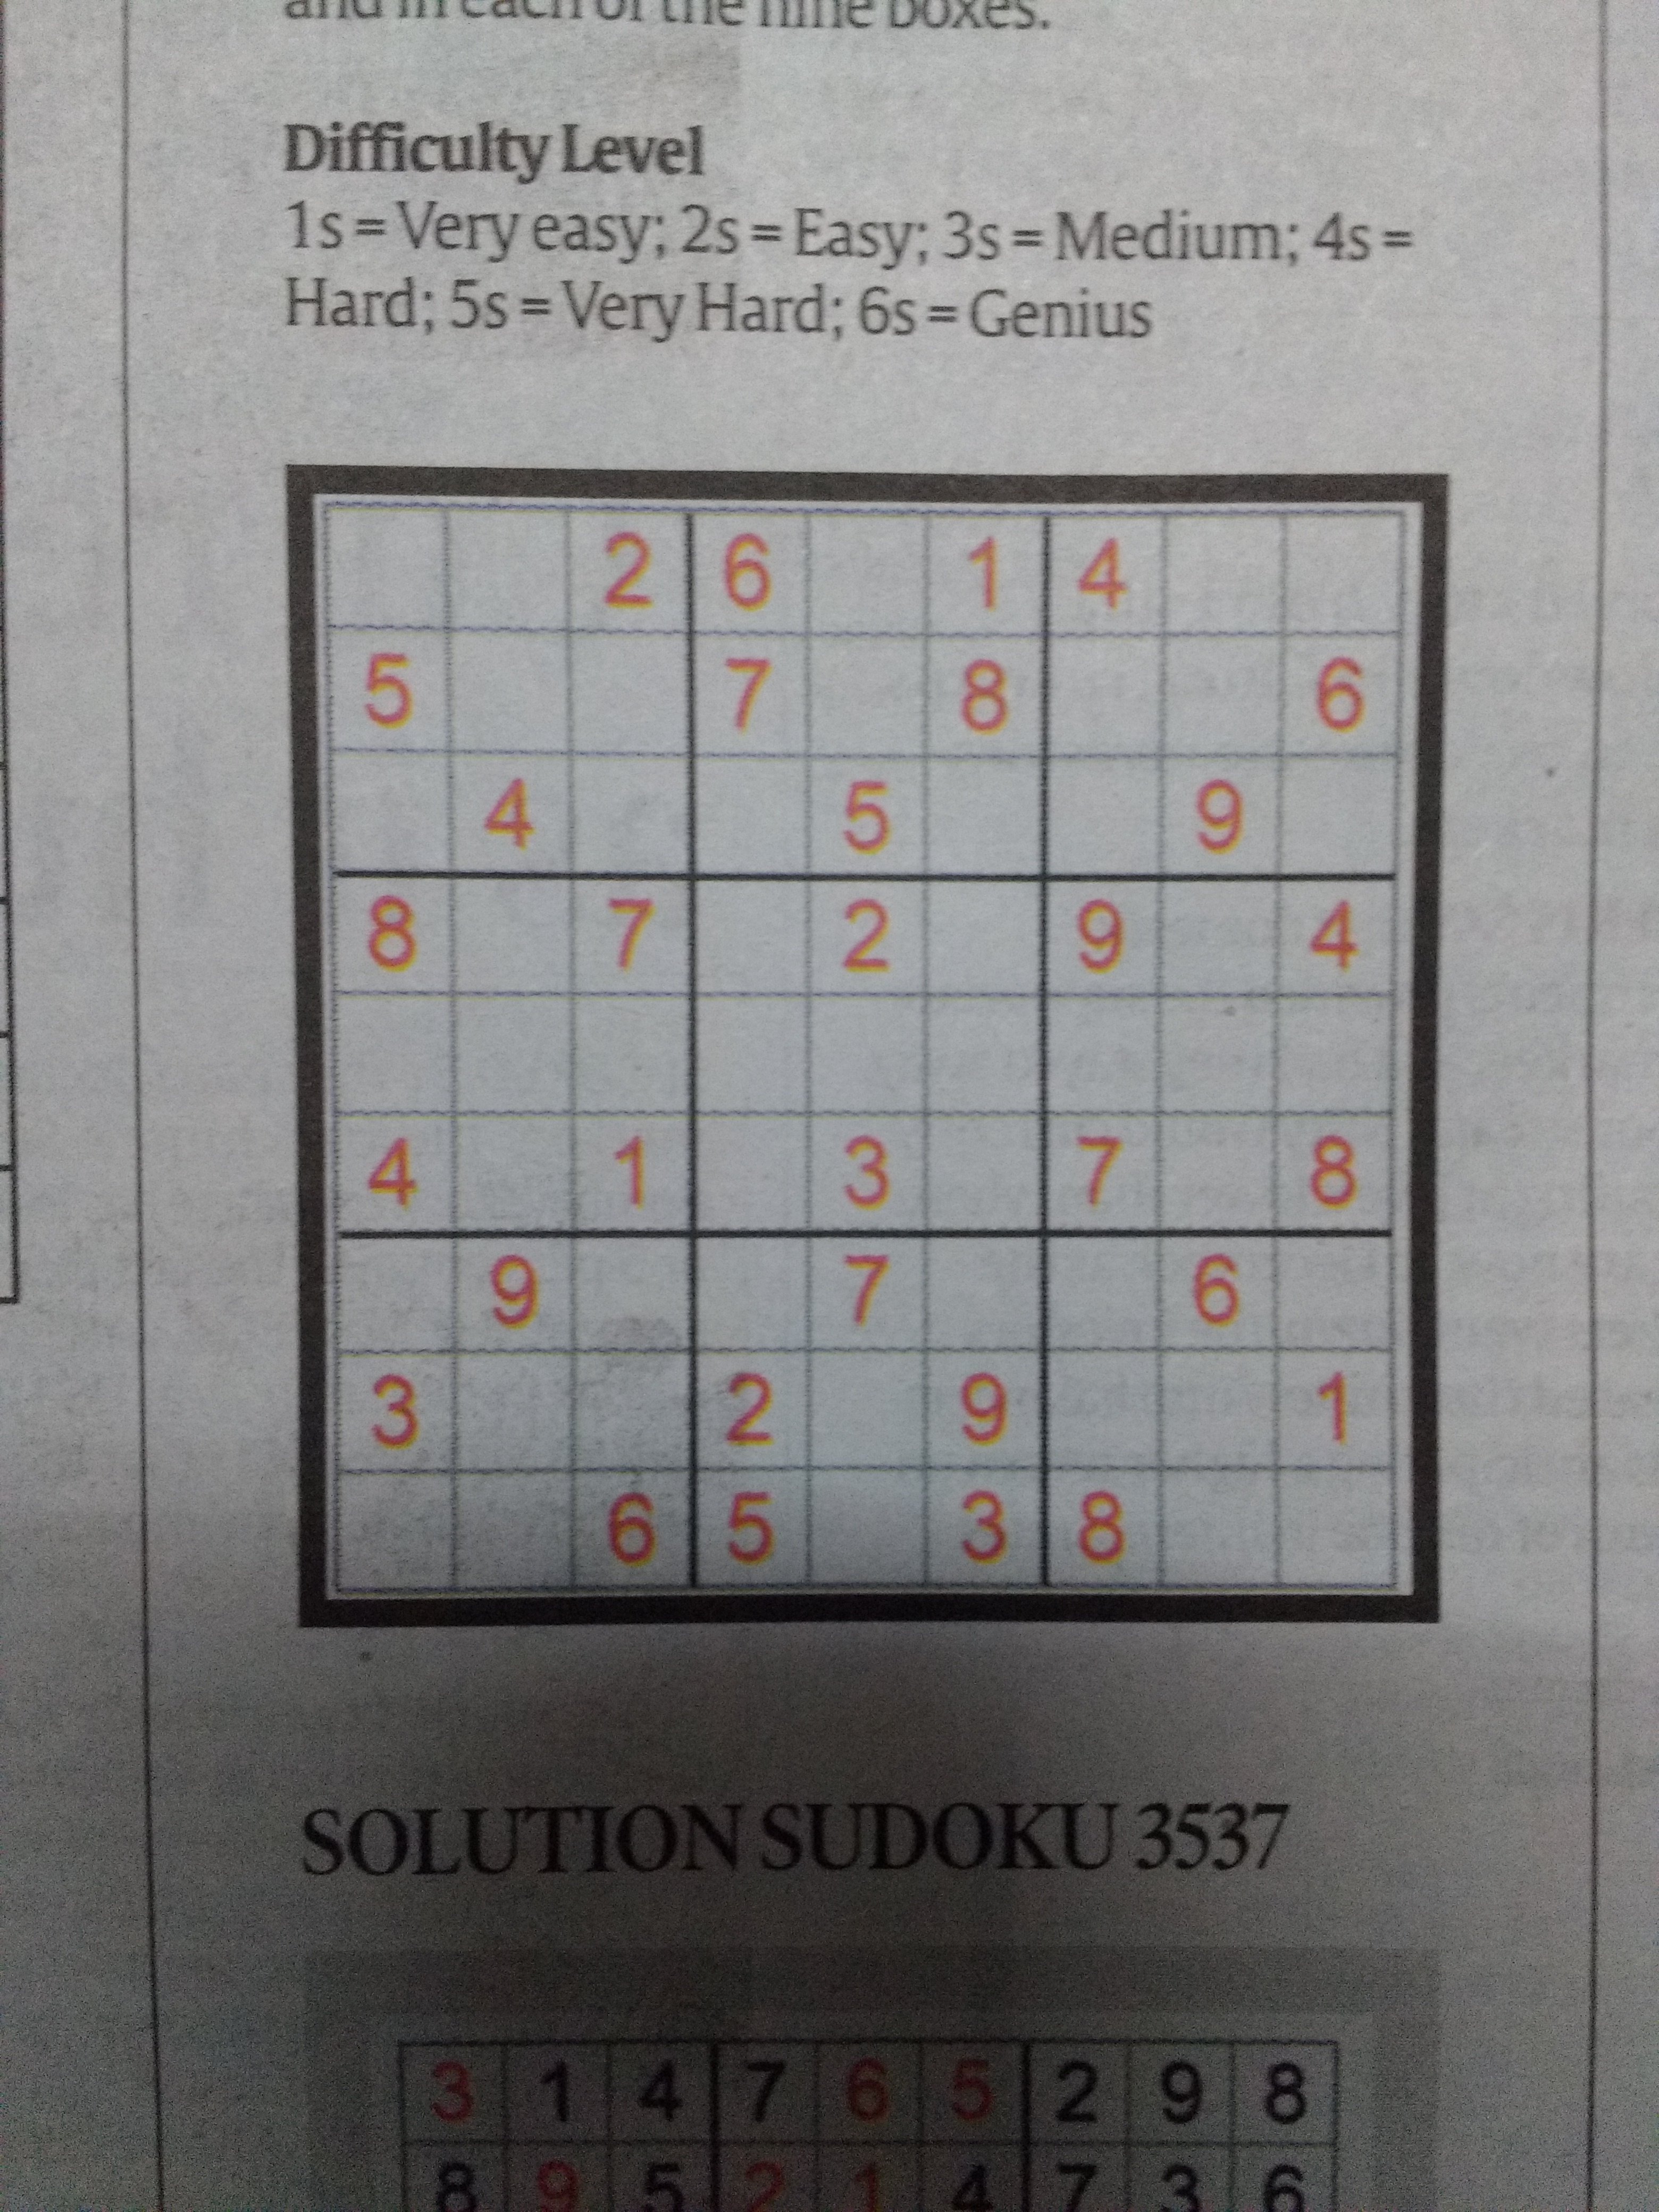 and in each of the nine boxes.
Difficulty Level
1s = Very easy; 2s = Easy; 3s = Medium; 4s =
Hard; 5s = Very Hard; 6s = Genius
2 6 1 4
5 7 8 6
4 5 9
8 7 2 9 4
4 1 3 7 8
9 7 6
3 2 9 1
6 5 3 8
SOLUTION SUDOKU 3537
3 1 4 7 6 5 2 9 8
8 9 5 2 1 4 7 3 6